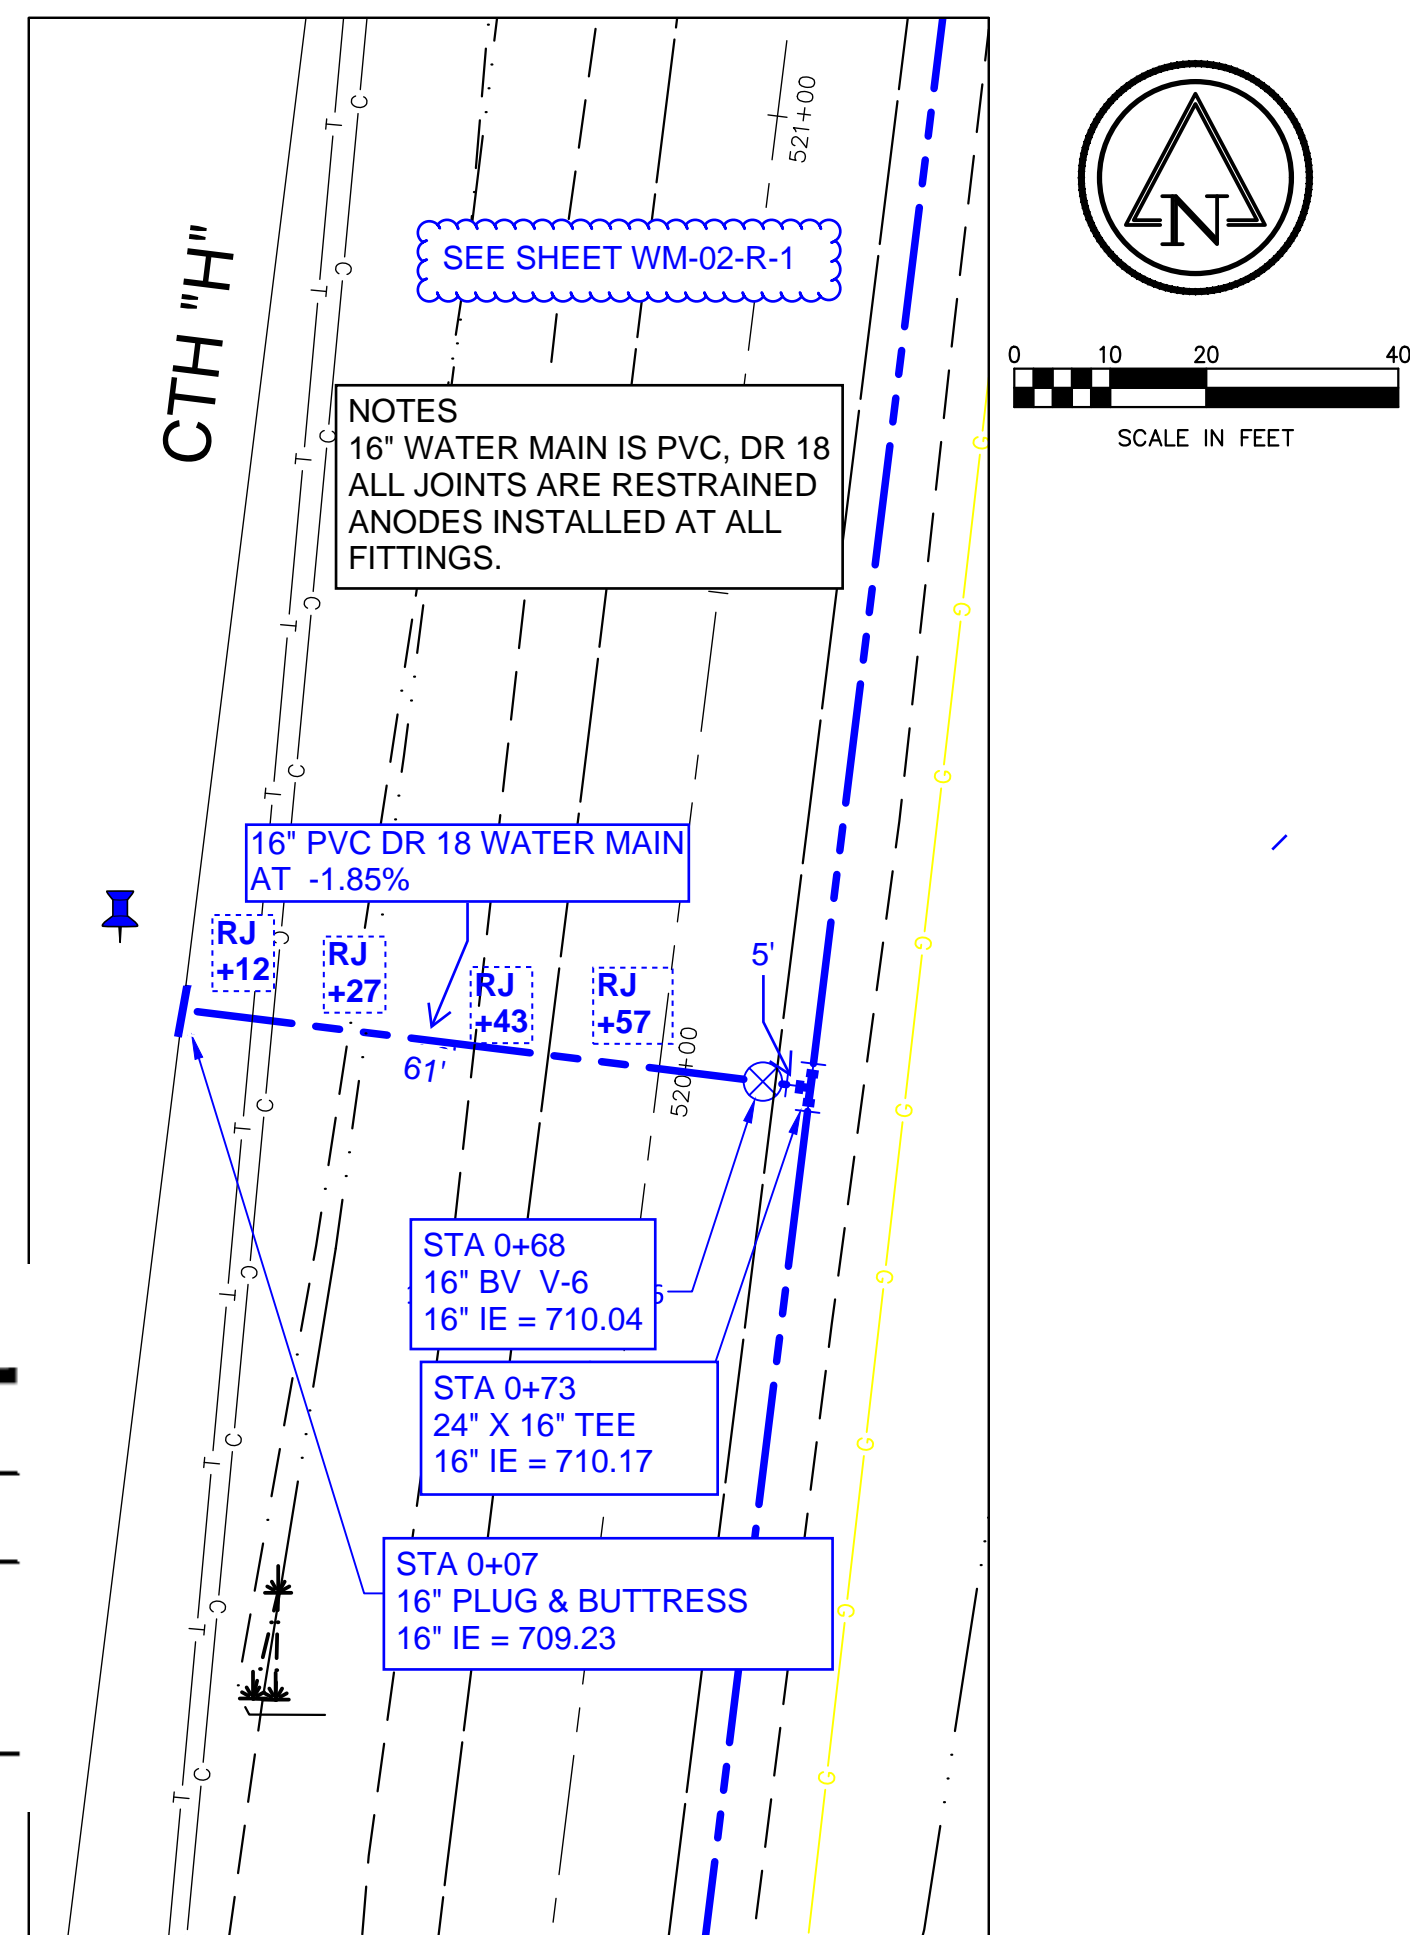 521+00
CTH "H"
SEE SHEET WM-02-R-1
N
0 10 20 40
SCALE IN FEET
NOTES
16" WATER MAIN IS PVC, DR 18
ALL JOINTS ARE RESTRAINED
ANODES INSTALLED AT ALL
FITTINGS.
16" PVC DR 18 WATER MAIN
AT -1.85%
RJ
+12
RJ
+27
RJ
+43
RJ
+57
5'
61'
520+00
STA 0+68
16" BV V-6
16" IE = 710.04
STA 0+73
24" X 16" TEE
16" IE = 710.17
STA 0+07
16" PLUG & BUTTRESS
16" IE = 709.23
T
C
T
C
T
C
T
C
T
C
C
T
C
T
C
T
C
T
C
T
C
G
G
G
G
G
G
G
G
G